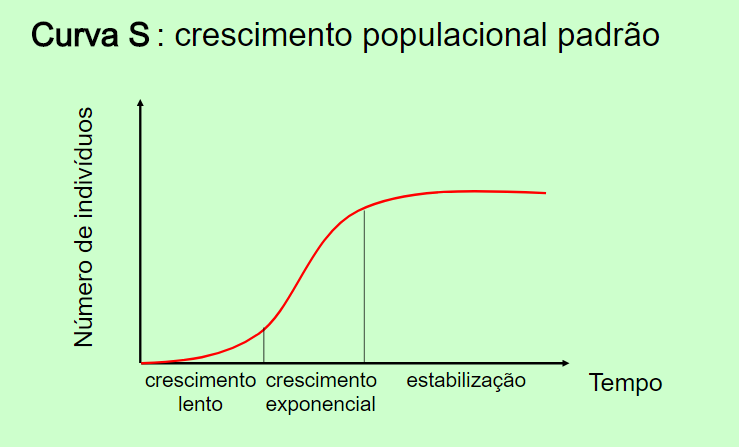 Curva S : crescimento populacional padrão
Número de indivíduos
crescimento
lento
crescimento
exponencial
estabilização
Tempo